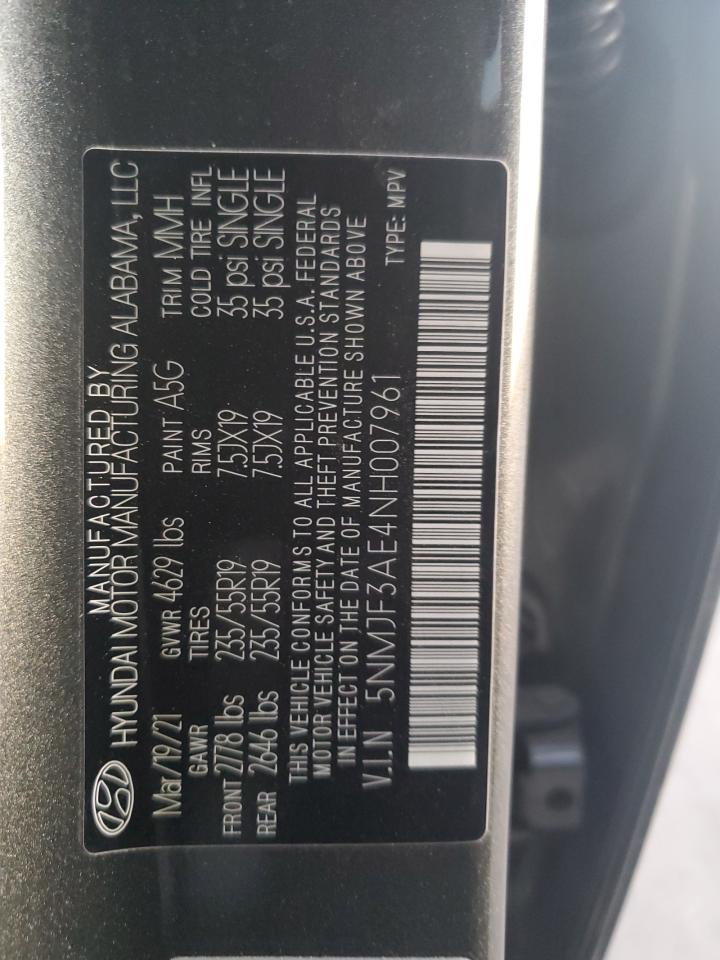 MANUFACTURED BY
HYUNDAI MOTOR MANUFACTURING ALABAMA, LLC
Mar/19/21 GVWR 4629 lbs PAINT A5G TRIM MMH
GAWR TIRES RIMS COLD TIRE INFL
FRONT 2778 lbs 235/55R19 7.5JX19 35 psi SINGLE
REAR 2646 lbs 235/55R19 7.5JX19 35 psi SINGLE
THIS VEHICLE CONFORMS TO ALL APPLICABLE U.S.A. FEDERAL
MOTOR VEHICLE SAFETY AND THEFT PREVENTION STANDARDS
IN EFFECT ON THE DATE OF MANUFACTURE SHOWN ABOVE
V.I.N 5NMJF3AE4NH007961 TYPE: MPV